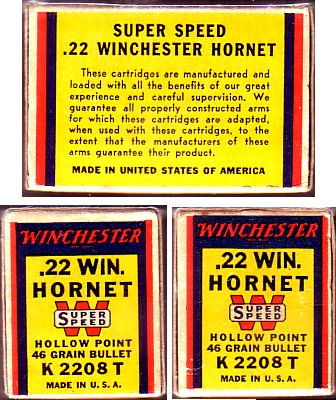 SUPER SPEED
.22 WINCHESTER HORNET
These cartridges are manufactured and
loaded with all the benefits of our great
experience and careful supervision. We
guarantee all properly constructed arms
for which these cartridges are adapted,
when used with these cartridges, to the
extent that the manufacturers of these
arms guarantee their product.
MADE IN UNITED STATES OF AMERICA
WINCHESTER
.22 WIN.
HORNET
W
SUPER
SPEED
HOLLOW POINT
46 GRAIN BULLET
K 2208 T
MADE IN U. S. A.
WINCHESTER
.22 WIN.
HORNET
W
SUPER
SPEED
HOLLOW POINT
46 GRAIN BULLET
K 2208 T
MADE IN U. S. A.